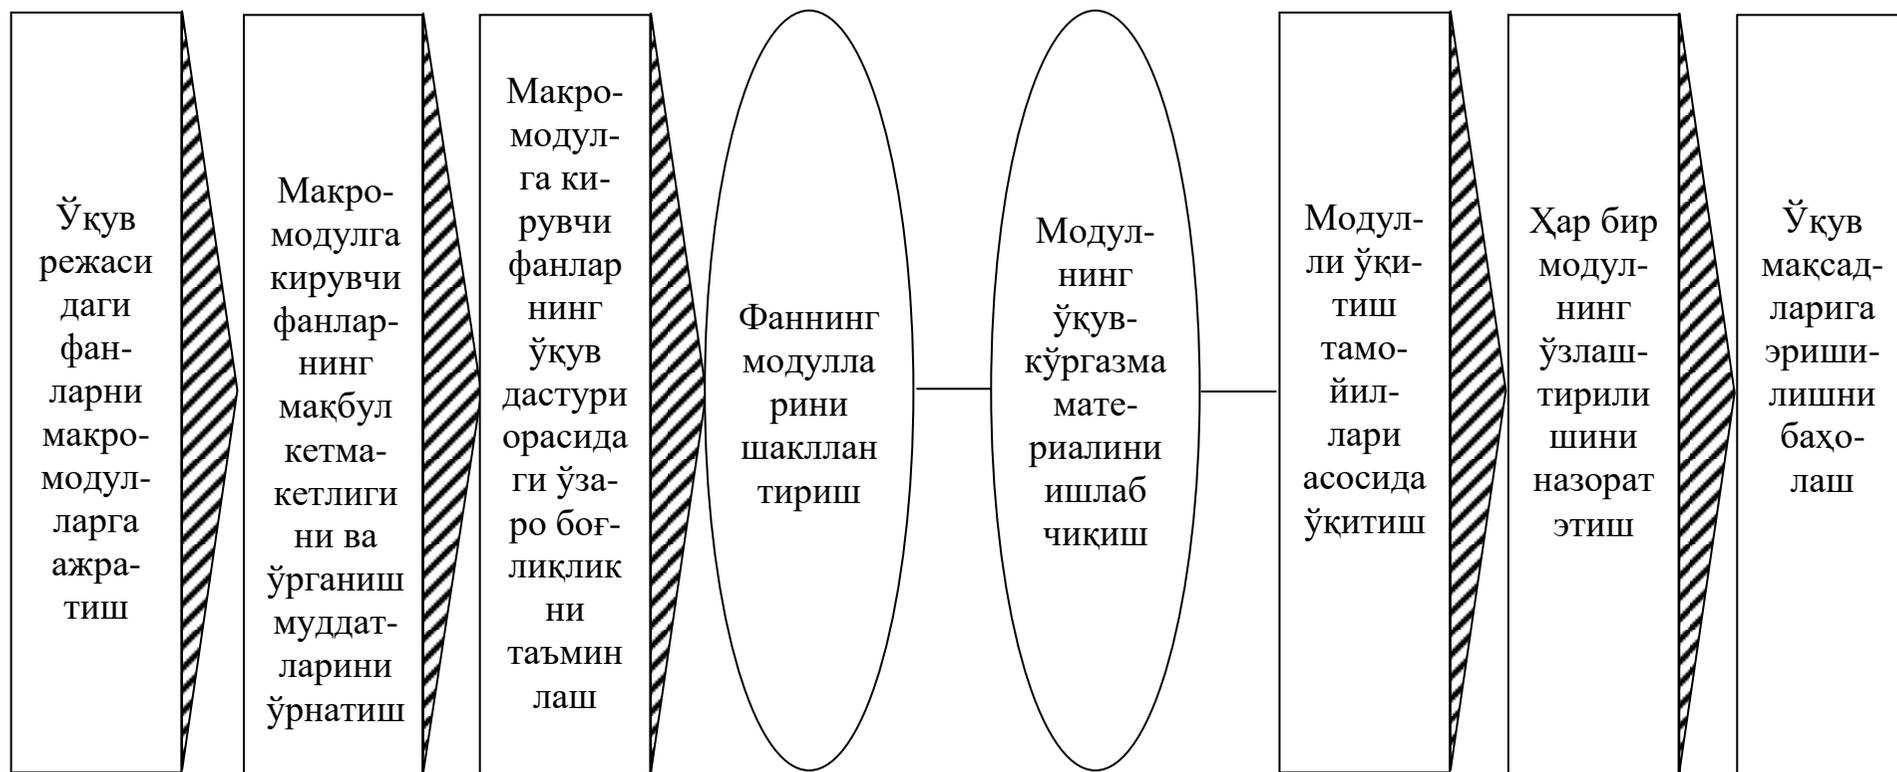 Ўқув
режаси
даги
фан-
ларни
макро-
модул-
ларга
ажра-
тиш
Макро-
модулга
кирувчи
фанлар-
нинг
мақбул
кетма-
кетлиги
ни ва
ўрганиш
муддат-
ларини
ўрнатиш
Макро-
модул-
га ки-
рувчи
фанлар
нинг
ўқув
дастури
орасида
ги ўза-
ро боғ-
лиқлик
ни
таъмин
лаш
Фаннинг
модулла
рини
шакллан
тириш
Модул-
нинг
ўқув-
кўргазма
мате-
риалини
ишлаб
чиқиш
Модул-
ли ўқи-
тиш
тамо-
йил-
лари
асосида
ўқитиш
Ҳар бир
модул-
нинг
ўзлаш-
тирили
шини
назорат
этиш
Ўқув
мақсад-
ларига
эриши-
лишни
баҳо-
лаш